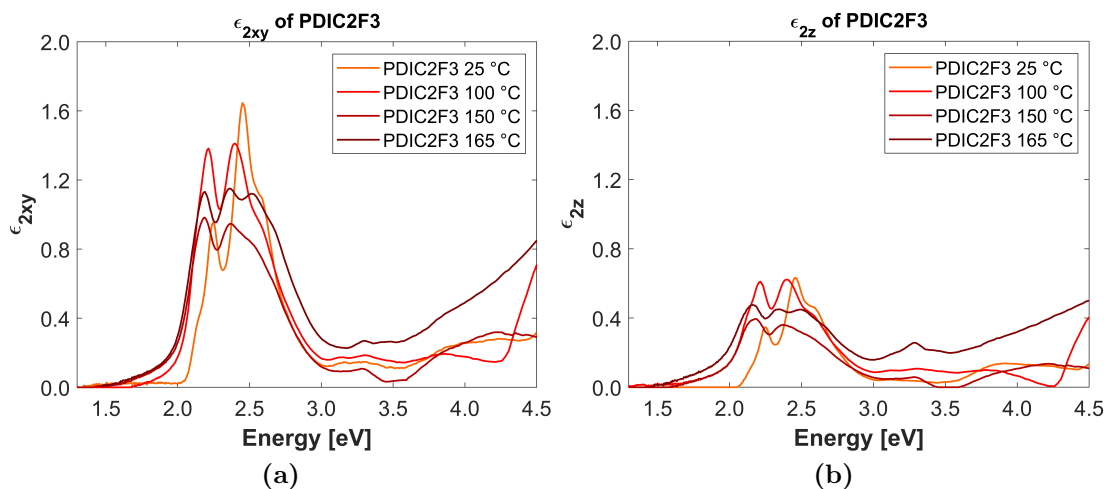 ϵ2xy of PDIC2F3
2.0
1.6
1.2
0.8
0.4
0.0
ϵ2xy
PDIC2F3 25 °C
PDIC2F3 100 °C
PDIC2F3 150 °C
PDIC2F3 165 °C
1.5 2.0 2.5 3.0 3.5 4.0 4.5
Energy [eV]
(a)
ϵ2z of PDIC2F3
2.0
1.6
1.2
0.8
0.4
0.0
ϵ2z
PDIC2F3 25 °C
PDIC2F3 100 °C
PDIC2F3 150 °C
PDIC2F3 165 °C
1.5 2.0 2.5 3.0 3.5 4.0 4.5
Energy [eV]
(b)